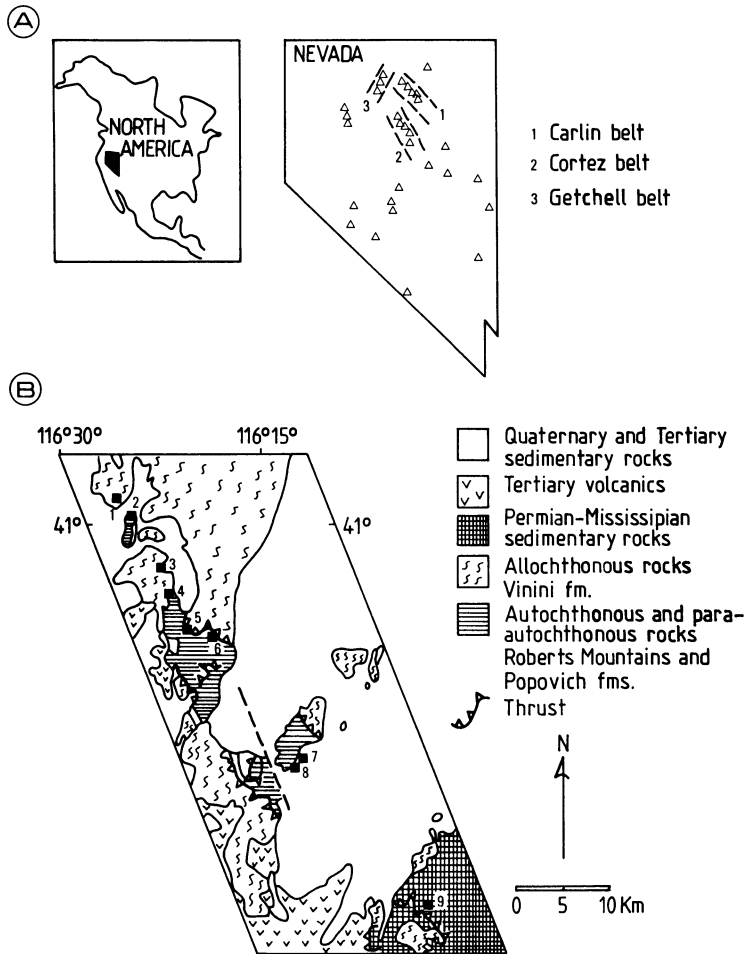 A
NEVADA
NORTH
AMERICA
3
1
2
1 Carlin belt
2 Cortez belt
3 Getchell belt
B
116°30' 116°15'
41° 41°
1
2
3
4
5
6
7
8
9
Quaternary and Tertiary
sedimentary rocks
Tertiary volcanics
Permian-Mississipian
sedimentary rocks
Allochthonous rocks
Vinini fm.
Autochthonous and para-
autochthonous rocks
Roberts Mountains and
Popovich fms.
Thrust
N
0 5 10 Km